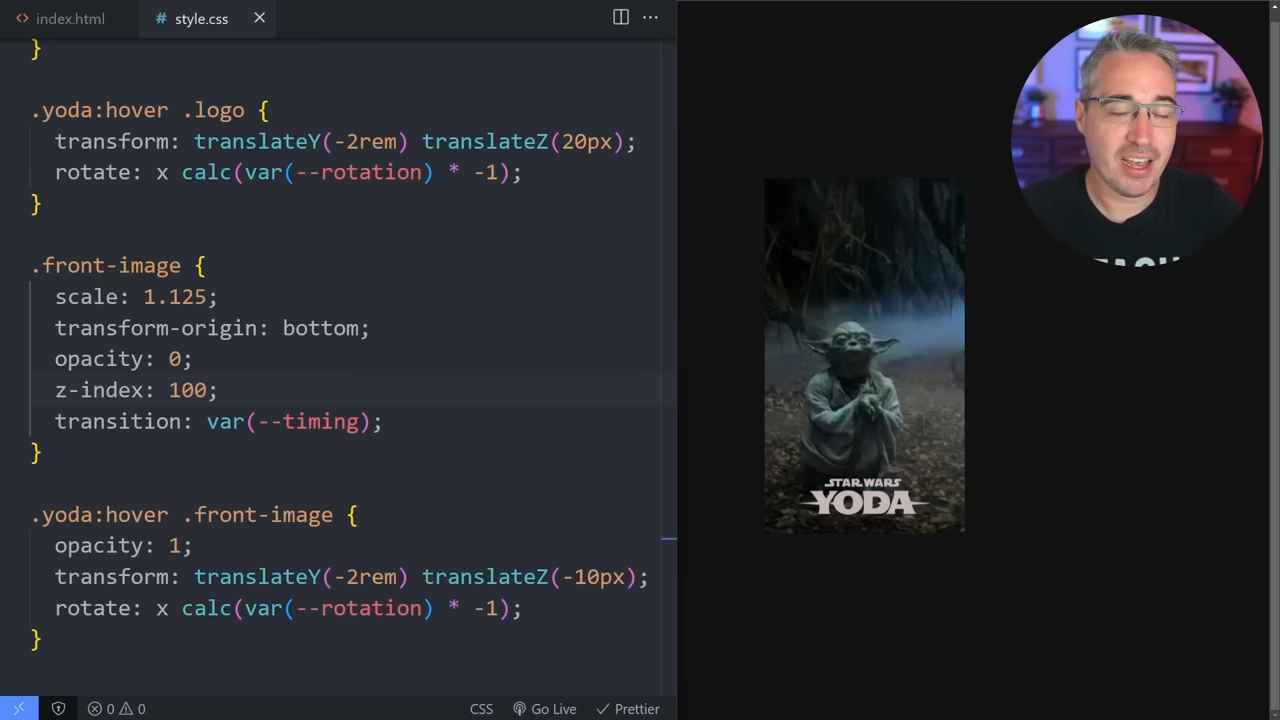 index.html
# style.css
}
.yoda:hover .logo {
transform: translateY(-2rem) translateZ(20px);
rotate: x calc(var(--rotation) * -1);
}
.front-image {
scale: 1.125;
transform-origin: bottom;
opacity: 0;
z-index: 100;
transition: var(--timing);
}
.yoda:hover .front-image {
opacity: 1;
transform: translateY(-2rem) translateZ(-10px);
rotate: x calc(var(--rotation) * -1);
}
0 0
CSS
Go Live
Prettier
STAR WARS
YODA